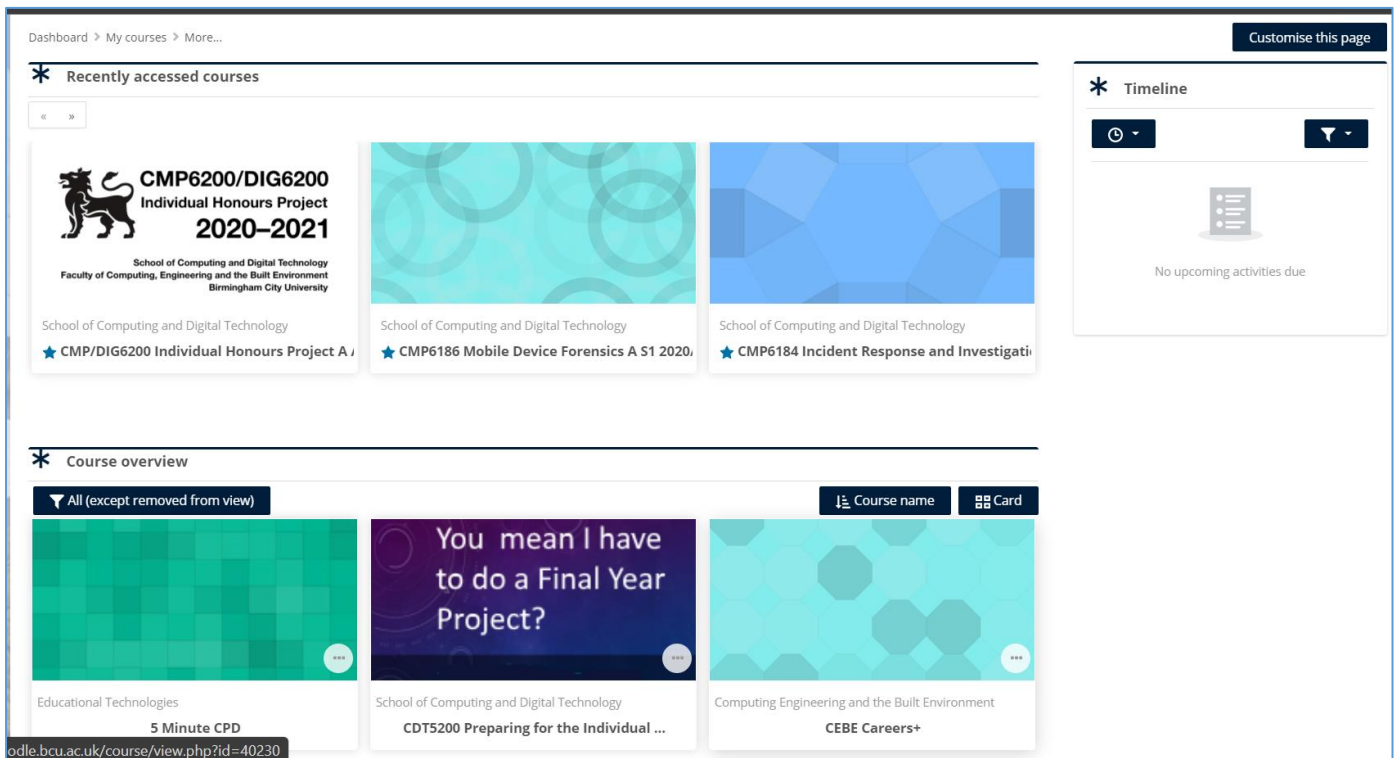 Dashboard > My courses > More...
Customise this page
Recently accessed courses
« »
CMP6200/DIG6200
Individual Honours Project
2020–2021
School of Computing and Digital Technology
Faculty of Computing, Engineering and the Built Environment
Birmingham City University
School of Computing and Digital Technology
CMP/DIG6200 Individual Honours Project A
School of Computing and Digital Technology
CMP6186 Mobile Device Forensics A S1 2020/
School of Computing and Digital Technology
CMP6184 Incident Response and Investigati
Timeline
No upcoming activities due
Course overview
All (except removed from view)
Course name
Card
Educational Technologies
5 Minute CPD
You mean I have
to do a Final Year
Project?
School of Computing and Digital Technology
CDT5200 Preparing for the Individual ...
Computing Engineering and the Built Environment
CEBE Careers+
odle.bcu.ac.uk/course/view.php?id=40230